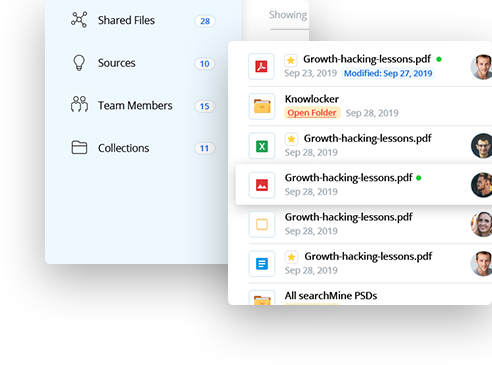 Shared Files 28
Sources 10
Team Members 15
Collections 11
Showing
Growth-hacking-lessons.pdf
Sep 23, 2019 Modified: Sep 27, 2019
Knowlocker
Open Folder Sep 28, 2019
Growth-hacking-lessons.pdf
Sep 28, 2019
Growth-hacking-lessons.pdf
Sep 28, 2019
Growth-hacking-lessons.pdf
Sep 28, 2019
Growth-hacking-lessons.pdf
Sep 28, 2019
All searchMine PSDs